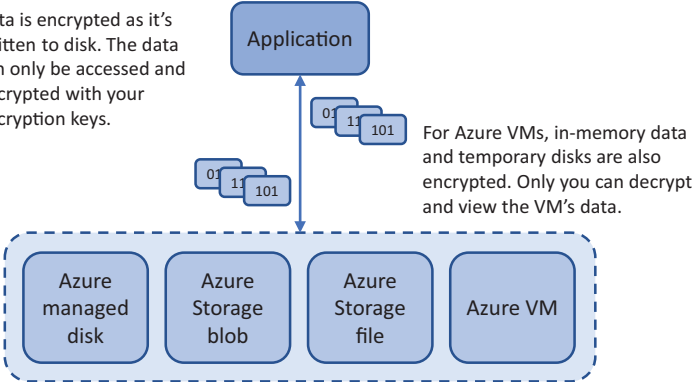 ta is encrypted as it's
itten to disk. The data
n only be accessed and
crypted with your
cryption keys.
Application
01
11
101
For Azure VMs, in-memory data
and temporary disks are also
encrypted. Only you can decrypt
and view the VM's data.
01
11
101
Azure
managed
disk
Azure
Storage
blob
Azure
Storage
file
Azure VM